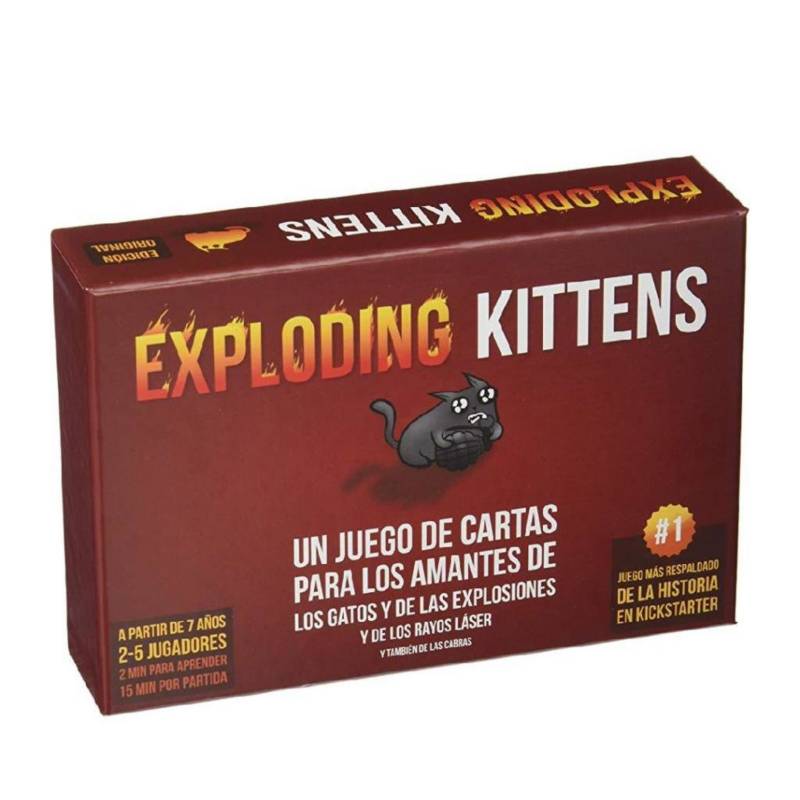 EXPLODING KITTENS
EDICIÓN
ORIGINAL
EXPLODING KITTENS
UN JUEGO DE CARTAS
PARA LOS AMANTES DE
LOS GATOS Y DE LAS EXPLOSIONES
Y DE LOS RAYOS LÁSER
Y TAMBIÉN DE LAS CABRAS
A PARTIR DE 7 AÑOS
2-5 JUGADORES
2 MIN PARA APRENDER
15 MIN POR PARTIDA
#1
JUEGO MÁS RESPALDADO
DE LA HISTORIA
EN KICKSTARTER